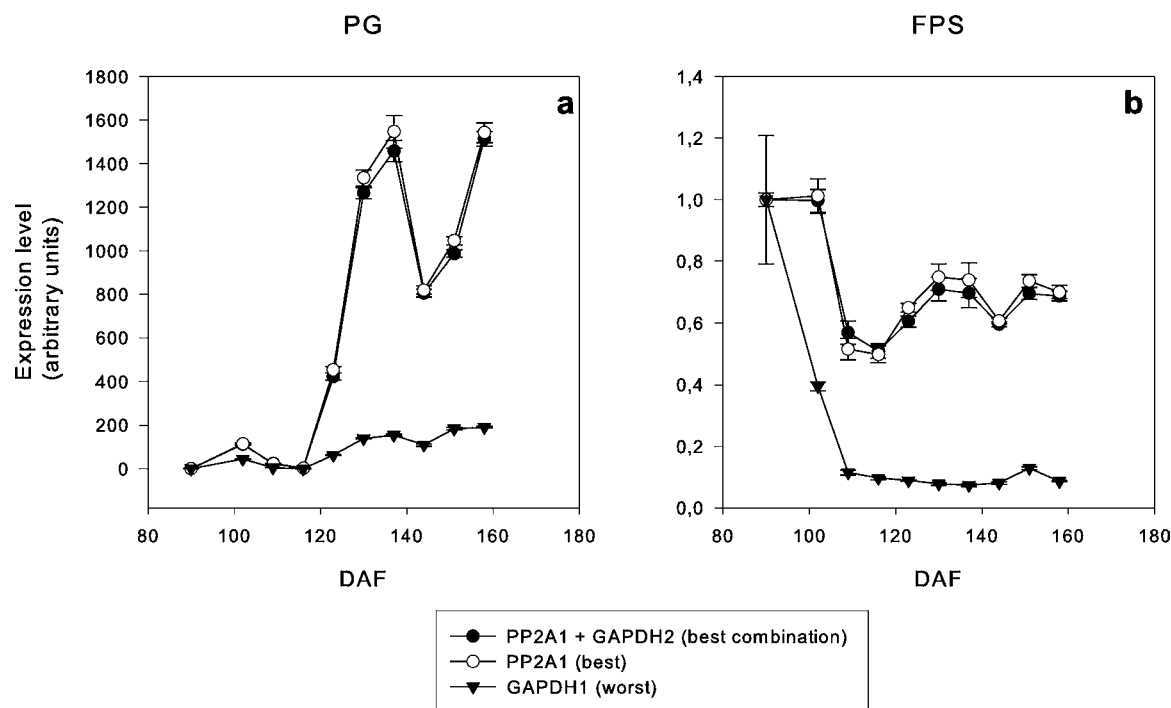 PG
FPS
1800
1600
1400
1200
1000
800
600
400
200
0
Expression level
(arbitrary units)
a
80
100
120
140
160
180
DAF
1,4
1,2
1,0
0,8
0,6
0,4
0,2
0,0
b
80
100
120
140
160
180
DAF
PP2A1 + GAPDH2 (best combination)
PP2A1 (best)
GAPDH1 (worst)